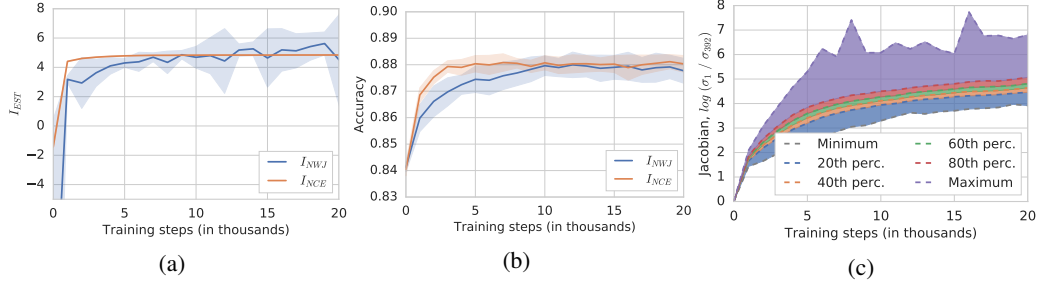 8
6
4
2
0
−2
−4
I_EST
0 5 10 15 20
Training steps (in thousands)
I_NWJ
I_NCE
(a)
0.90
0.89
0.88
0.87
0.86
0.85
0.84
0.83
Accuracy
0 5 10 15 20
Training steps (in thousands)
I_NWJ
I_NCE
(b)
8
7
6
5
4
3
2
1
0
Jacobian, log (σ1 / σ392)
0 5 10 15 20
Training steps (in thousands)
Minimum
20th perc.
40th perc.
60th perc.
80th perc.
Maximum
(c)